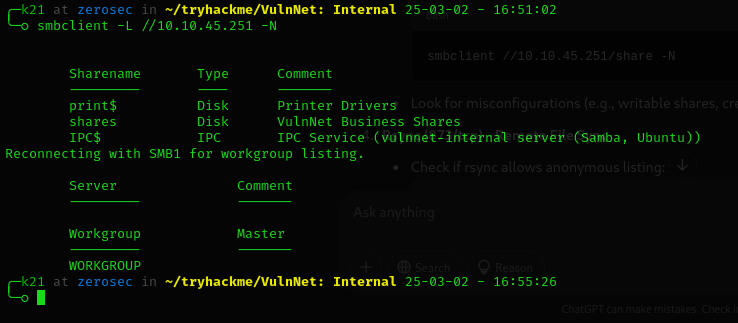 k21 at zerosec in ~/tryhackme/VulnNet: Internal 25-03-02 - 16:51:02
smbclient -L //10.10.45.251 -N
smbclient //10.10.45.251/share -N
Sharename Type Comment
print$ Disk Printer Drivers
shares Disk VulnNet Business Shares
IPC$ IPC IPC Service (vulnnet-internal server (Samba, Ubuntu))
Look for misconfigurations (e.g., writable shares, cre
Reconnecting with SMB1 for workgroup listing.
Check if rsync allows anonymous listing:
Server Comment
Ask anything
Workgroup Master
WORKGROUP
Search Reason
k21 at zerosec in ~/tryhackme/VulnNet: Internal 25-03-02 - 16:55:26
ChatGPT can make mistakes. Check i